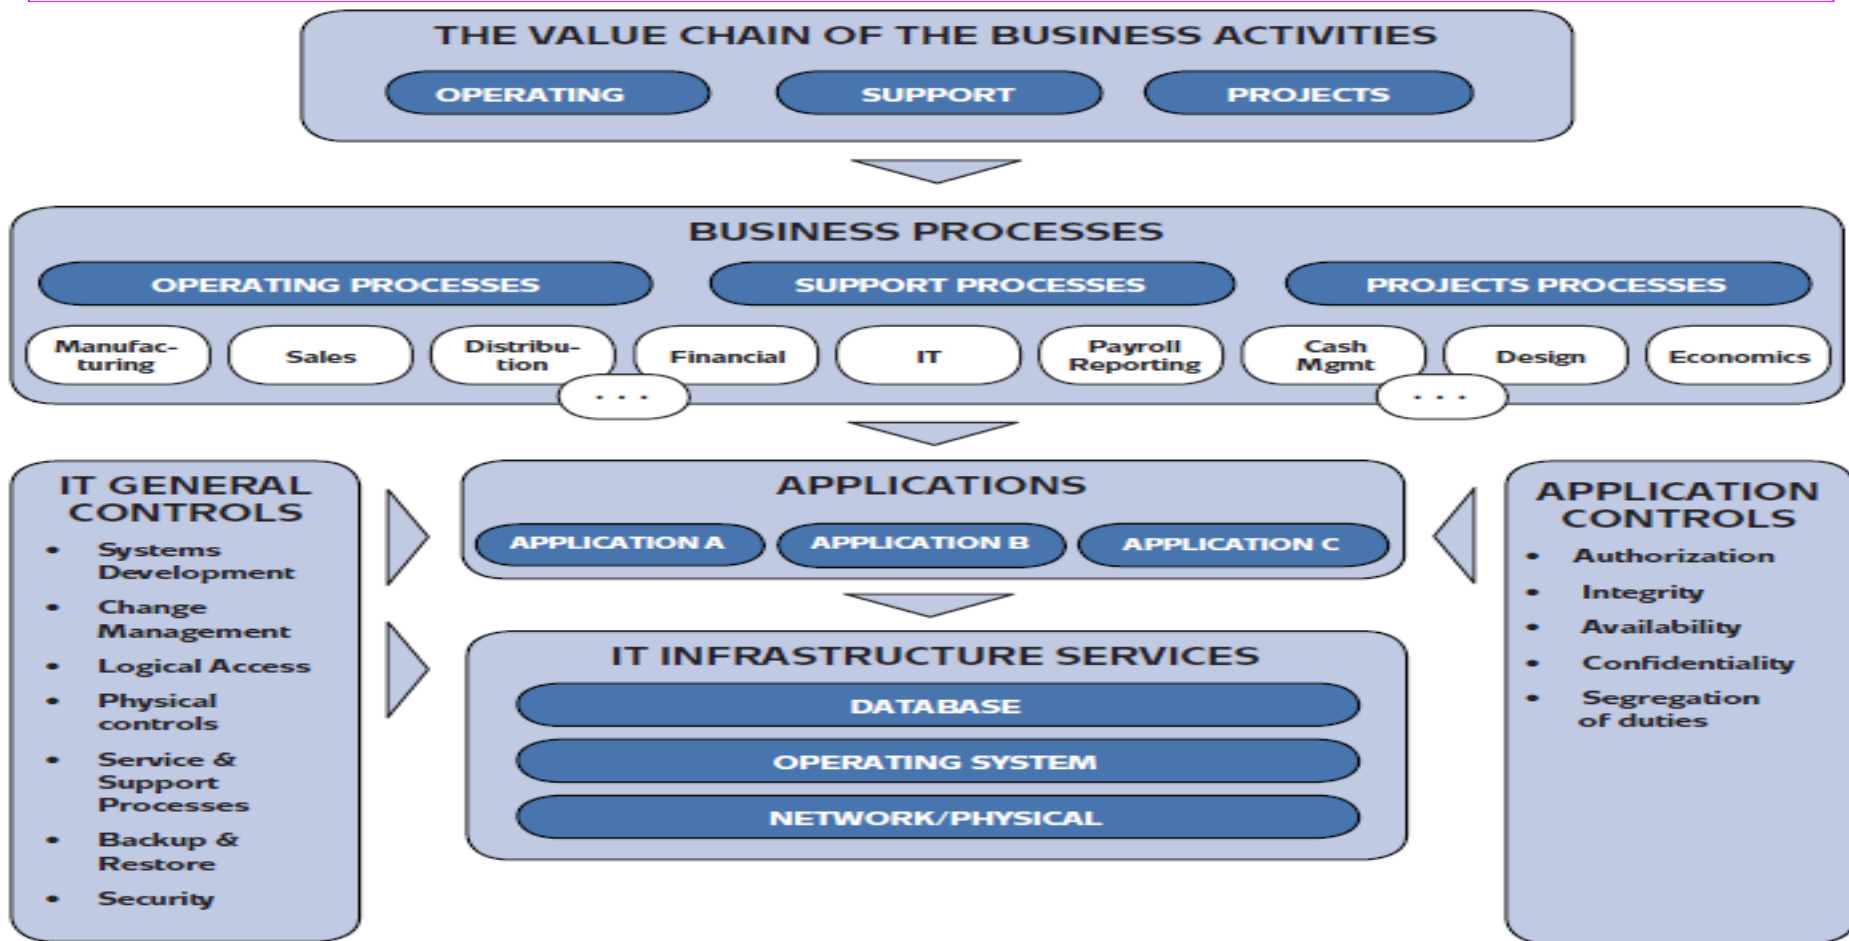 THE VALUE CHAIN OF THE BUSINESS ACTIVITIES
OPERATING
SUPPORT
PROJECTS
BUSINESS PROCESSES
OPERATING PROCESSES
SUPPORT PROCESSES
PROJECTS PROCESSES
Manufac-
turing
Sales
Distribu-
tion
Financial
IT
Payroll
Reporting
Cash
Mgmt
Design
Economics
. . .
. . .
IT GENERAL
CONTROLS
• Systems
Development
• Change
Management
• Logical Access
• Physical
controls
• Service &
Support
Processes
• Backup &
Restore
• Security
APPLICATIONS
APPLICATION A
APPLICATION B
APPLICATION C
IT INFRASTRUCTURE SERVICES
DATABASE
OPERATING SYSTEM
NETWORK/PHYSICAL
APPLICATION
CONTROLS
• Authorization
• Integrity
• Availability
• Confidentiality
• Segregation
of duties